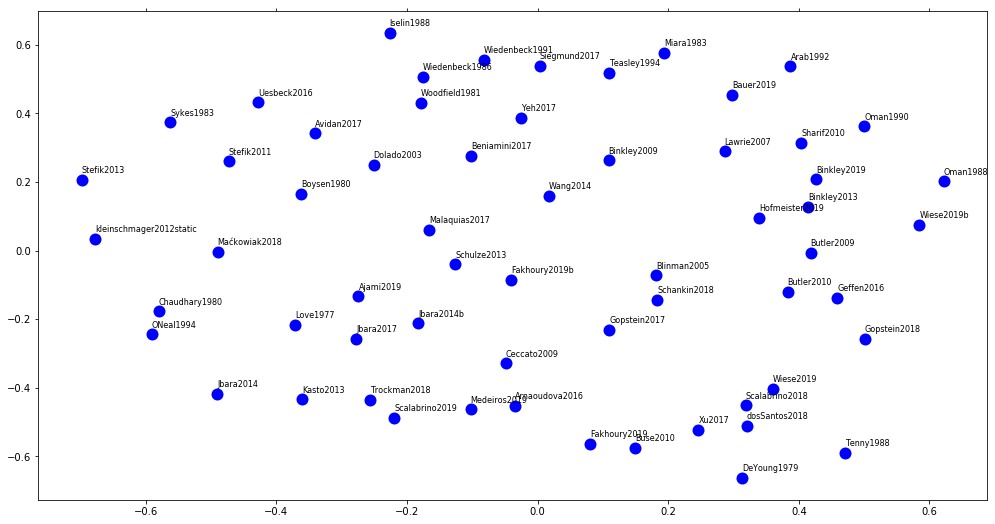 Iselin1988
Miara1983
Wiedenbeck1991
Siegmund2017
Arab1992
Teasley1994
Wiedenbeck1986
Bauer2019
Uesbeck2016
Woodfield1981
Sykes1983
Yeh2017
Oman1990
Avidan2017
Sharif2010
Lawrie2007
Stefik2011
Beniamini2017
Binkley2009
Dolado2003
Stefik2013
Binkley2019
Oman1988
Boysen1980
Wang2014
Binkley2013
kleinschmager2012static
Malaquias2017
Hofmeister2019
Wiese2019b
Maćkowiak2018
Schulze2013
Butler2009
Fakhoury2019b
Blinman2005
Chaudhary1980
Ajami2019
Schankin2018
Butler2010
Geffen2016
ONeal1994
Love1977
Jbara2014b
Jbara2017
Gopstein2017
Gopstein2018
Ceccato2009
Jbara2014
Kasto2013
Trockman2018
Wiese2019
Scalabrino2019
Medeiros2019
Arnaoudova2016
Scalabrino2018
dosSantos2018
Xu2017
Fakhoury2019
Buse2010
Tenny1988
DeYoung1979
0.6
0.4
0.2
0.0
−0.2
−0.4
−0.6
−0.6
−0.4
−0.2
0.0
0.2
0.4
0.6